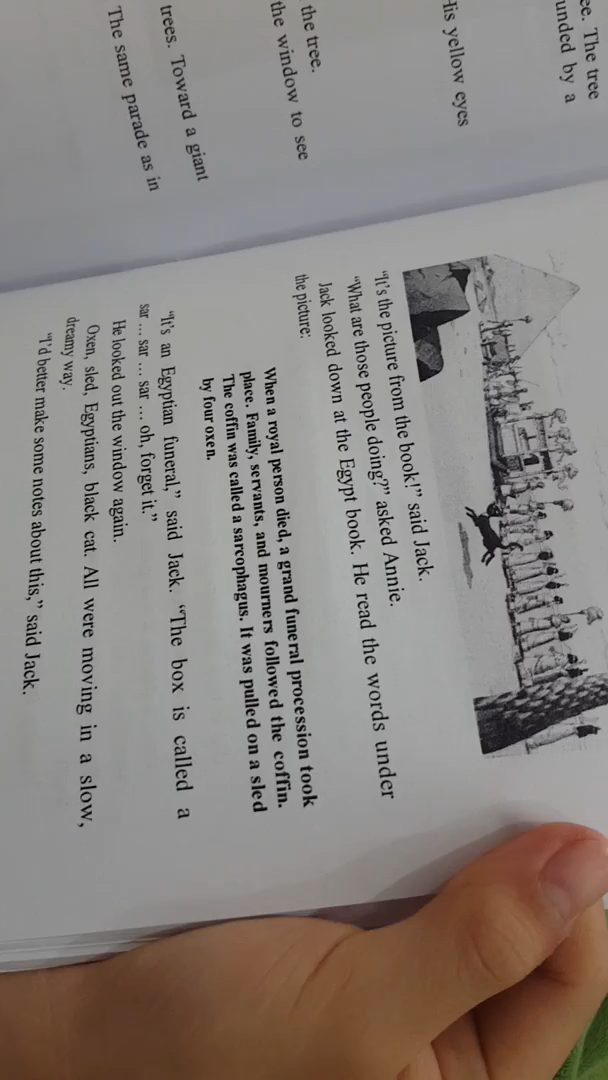 ee. The tree
unded by a
His yellow eyes
the tree.
the window to see
trees. Toward a giant
The same parade as in
“It’s the picture from the book!” said Jack.
“What are those people doing?” asked Annie.
Jack looked down at the Egypt book. He read the words under
the picture:
When a royal person died, a grand funeral procession took
place. Family, servants, and mourners followed the coffin.
The coffin was called a sarcophagus. It was pulled on a sled
by four oxen.
“It’s an Egyptian funeral,” said Jack. “The box is called a
sar ... sar ... sar ... oh, forget it.”
He looked out the window again.
Oxen, sled, Egyptians, black cat. All were moving in a slow,
dreamy way.
“I’d better make some notes about this,” said Jack.